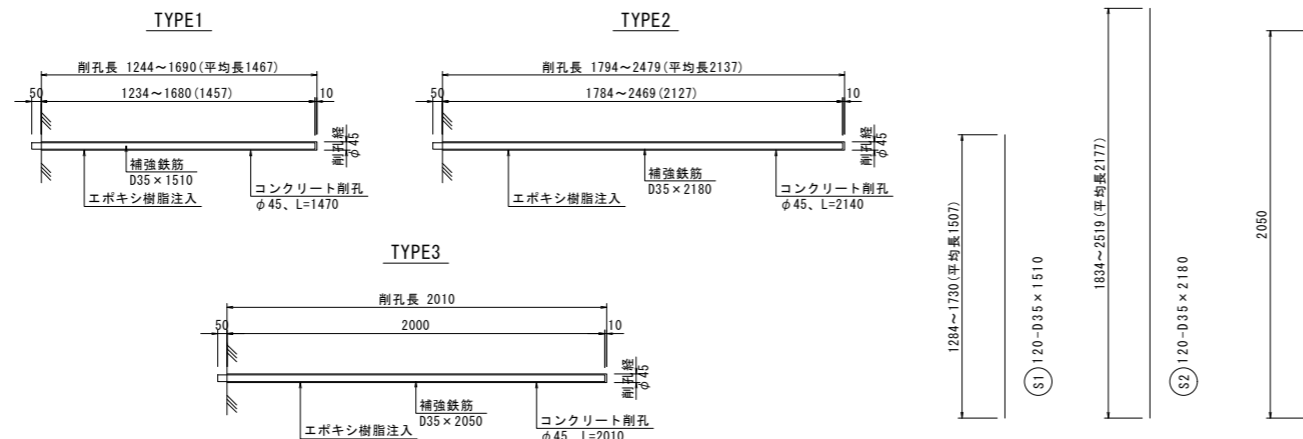 TYPE1
削孔長 1244～1690(平均長1467)
50
1234～1680(1457)
10
削孔経
φ45
補強鉄筋
D35×1510
エポキシ樹脂注入
コンクリート削孔
φ45、L=1470
TYPE2
削孔長 1794～2479(平均長2137)
50
1784～2469(2127)
10
削孔経
φ45
補強鉄筋
D35×2180
エポキシ樹脂注入
コンクリート削孔
φ45、L=2140
TYPE3
削孔長 2010
50
2000
10
削孔経
φ45
補強鉄筋
D35×2050
エポキシ樹脂注入
コンクリート削孔
φ45、L=2010
1284～1730(平均長1507)
S1 120-D35×1510
1834～2519(平均長2177)
S2 120-D35×2180
2050